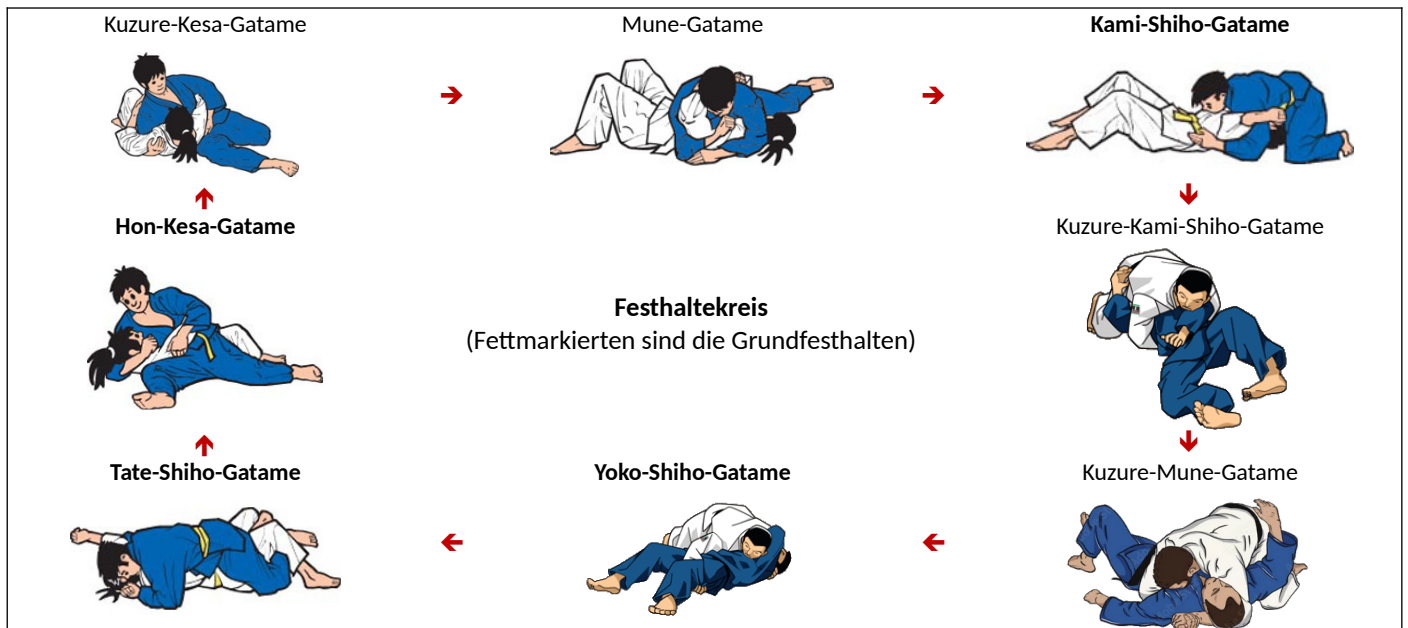 Kuzure-Kesa-Gatame
Mune-Gatame
Kami-Shiho-Gatame
Hon-Kesa-Gatame
Kuzure-Kami-Shiho-Gatame
Festhaltekreis
(Fettmarkierten sind die Grundfesthalten)
Tate-Shiho-Gatame
Yoko-Shiho-Gatame
Kuzure-Mune-Gatame